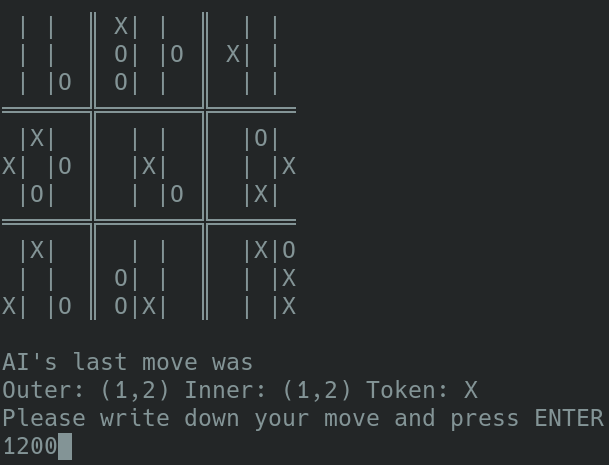 | | ║ X| | ║  | |
 | | ║ O| |O ║ X| |
 | |O ║ O| | ║  | |
══════╬═══════╬══════
 |X| ║  | | ║  |O|
X| |O ║  |X| ║  | |X
 |O| ║  | |O ║  |X|
══════╬═══════╬══════
 |X| ║  | | ║  |X|O
 | | ║ O| | ║  | |X
X| |O ║ O|X| ║  | |X
AI's last move was
Outer: (1,2) Inner: (1,2) Token: X
Please write down your move and press ENTER
1200